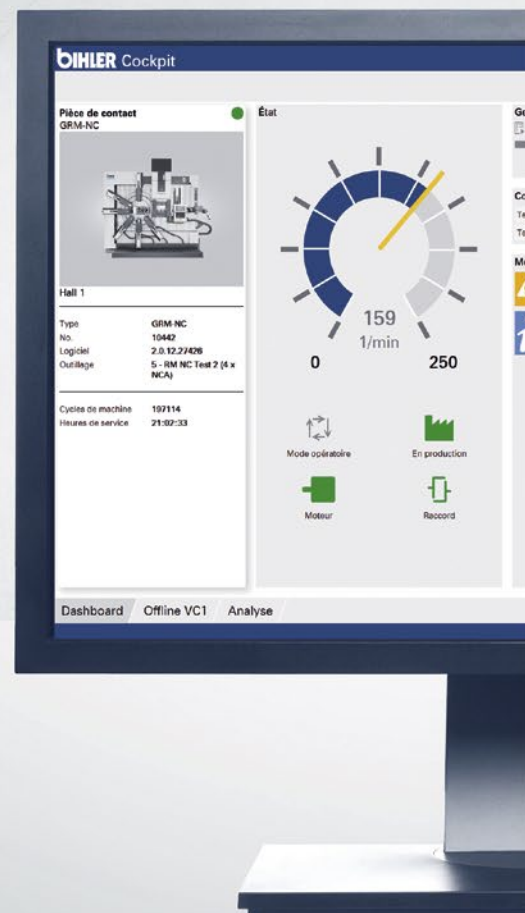 BIHLER Cockpit
Pièce de contact
GRM-NC
Hall 1
Type GRM-NC
No. 10442
Logiciel 2.0.12.27426
Outillage 5 - RM NC Test 2 (4 x
NCA)
Cycles de machine 197114
Heures de service 21:02:33
État
159
1/min
0 250
Mode opératoire En production
Moteur Raccord
Dashboard Offline VC1 Analyse